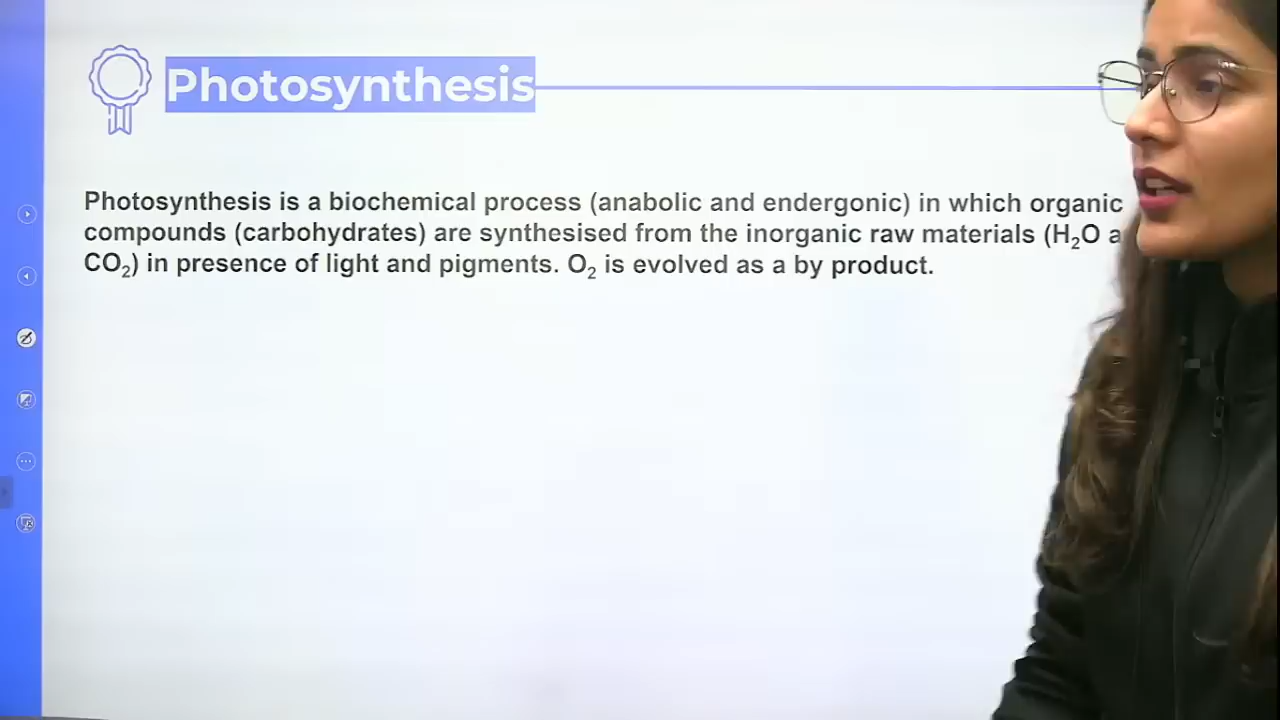 Photosynthesis
Photosynthesis is a biochemical process (anabolic and endergonic) in which organic
compounds (carbohydrates) are synthesised from the inorganic raw materials (H₂O a
CO₂) in presence of light and pigments. O₂ is evolved as a by product.